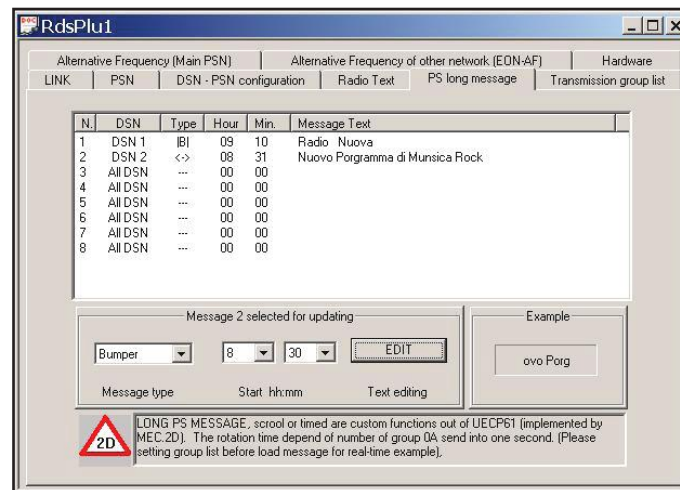 RdsPlu1
Alternative Frequency (Main PSN) Alternative Frequency of other network (EON-AF) Hardware
LINK PSN DSN - PSN configuration Radio Text PS long message Transmission group list
N. DSN Type Hour Min. Message Text
1 DSN 1 |B| 09 10 Radio Nuova
2 DSN 2 <-> 08 31 Nuovo Porgramma di Munsica Rock
3 All DSN --- 00 00
4 All DSN --- 00 00
5 All DSN --- 00 00
6 All DSN --- 00 00
7 All DSN --- 00 00
8 All DSN --- 00 00
Message 2 selected for updating
Bumper 8 30 EDIT
Message type Start hh:mm Text editing
Example
ovo Porg
2D
LONG PS MESSAGE, scrool or timed are custom functions out of UECP61 (implemented by
MEC.2D). The rotation time depend of number of group 0A send into one second. (Please
setting group list before load message for real-time example),